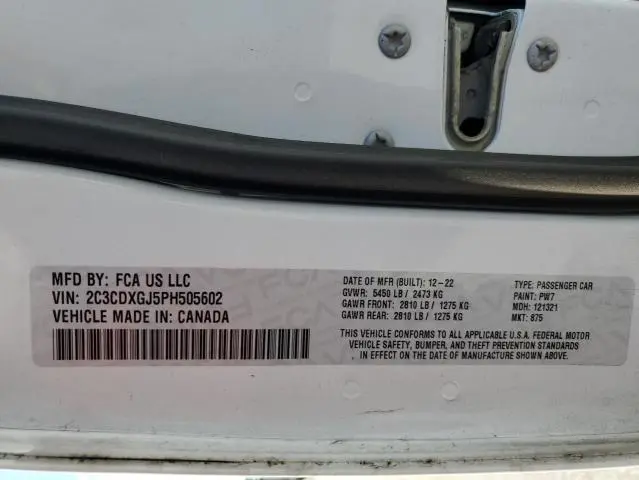 MFD BY: FCA US LLC
VIN: 2C3CDXGJ5PH505602
VEHICLE MADE IN: CANADA
DATE OF MFR (BUILT): 12-22
GVWR: 5450 LB / 2473 KG
GAWR FRONT: 2810 LB / 1275 KG
GAWR REAR: 2810 LB / 1275 KG
TYPE: PASSENGER CAR
PAINT: PW7
MDH: 121321
MKT: 875
THIS VEHICLE CONFORMS TO ALL APPLICABLE U.S.A. FEDERAL MOTOR
VEHICLE SAFETY, BUMPER, AND THEFT PREVENTION STANDARDS
, IN EFFECT ON THE DATE OF MANUFACTURE SHOWN ABOVE.